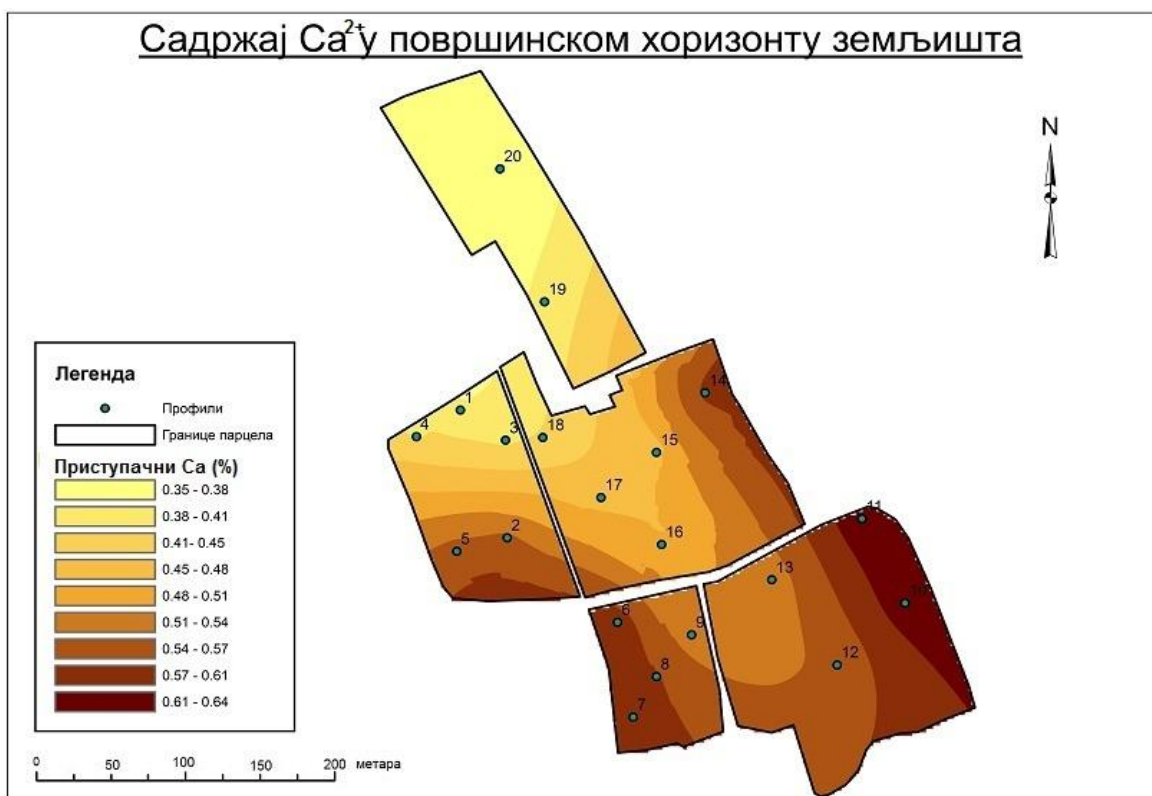 Садржај Ca²⁺у површинском хоризонту земљишта
N
20
19
1
4
3
18
14
15
17
2
5
16
11
13
10
6
9
12
8
7
Легенда
Профили
Границе парцела
Приступачни Ca (%)
0.35 - 0.38
0.38 - 0.41
0.41- 0.45
0.45 - 0.48
0.48 - 0.51
0.51 - 0.54
0.54 - 0.57
0.57 - 0.61
0.61 - 0.64
0 50 100 150 200 метара